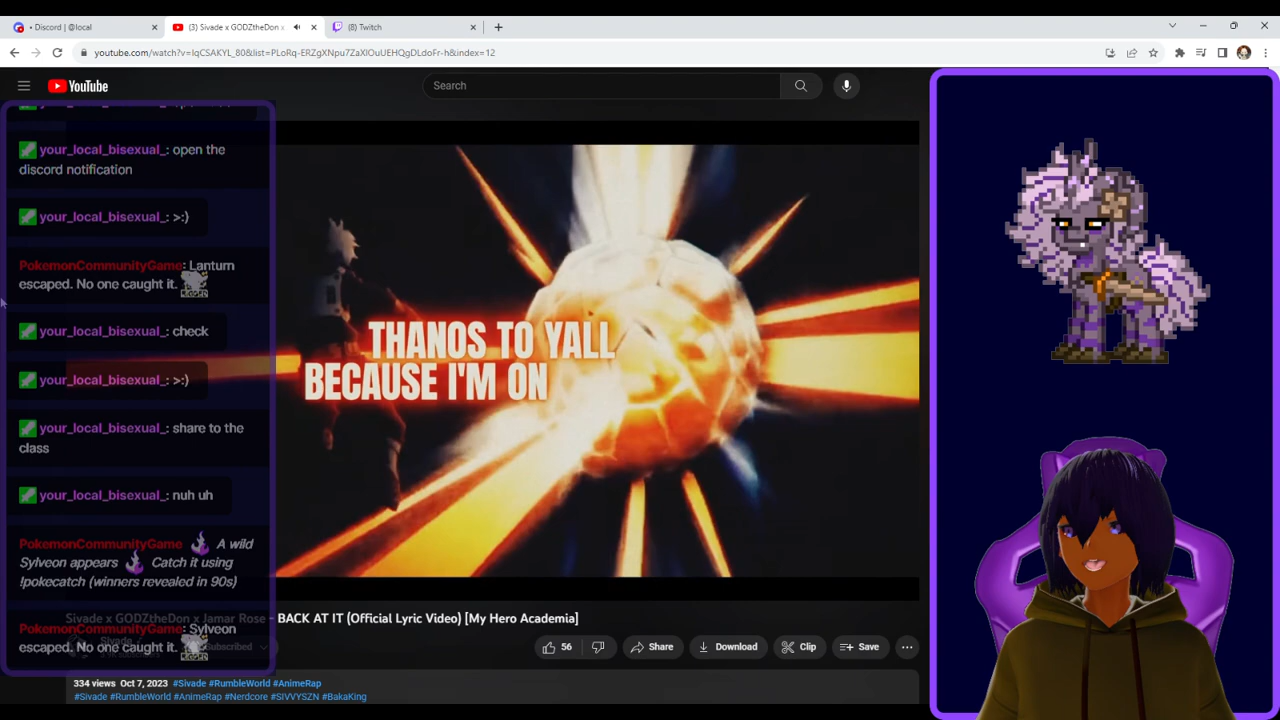 • Discord | @local
(3) Sivade x GODZtheDon x
(8) Twitch
youtube.com/watch?v=IqCSAKYL_80&list=PLoRq-ERZgXNpu7ZaXIOuUEHQgDLdoFr-h&index=12
YouTube
Search
your_local_bisexual_: open the
discord notification
your_local_bisexual_: >:)
PokemonCommunityGame: Lanturn
escaped. No one caught it.
your_local_bisexual_: check
your_local_bisexual_: >:)
your_local_bisexual_: share to the
class
your_local_bisexual_: nuh uh
PokemonCommunityGame A wild
Sylveon appears Catch it using
!pokecatch (winners revealed in 90s)
PokemonCommunityGame: Sylveon
escaped. No one caught it.
THANOS TO YALL
BECAUSE I'M ON
Sivade x GODZtheDon x Jamar Rose - BACK AT IT (Official Lyric Video) [My Hero Academia]
Sivade
Subscribed
56
Share
Download
Clip
Save
334 views Oct 7, 2023 #Sivade #RumbleWorld #AnimeRap
#Sivade #RumbleWorld #AnimeRap #Nerdcore #SIVVYSZN #BakaKing